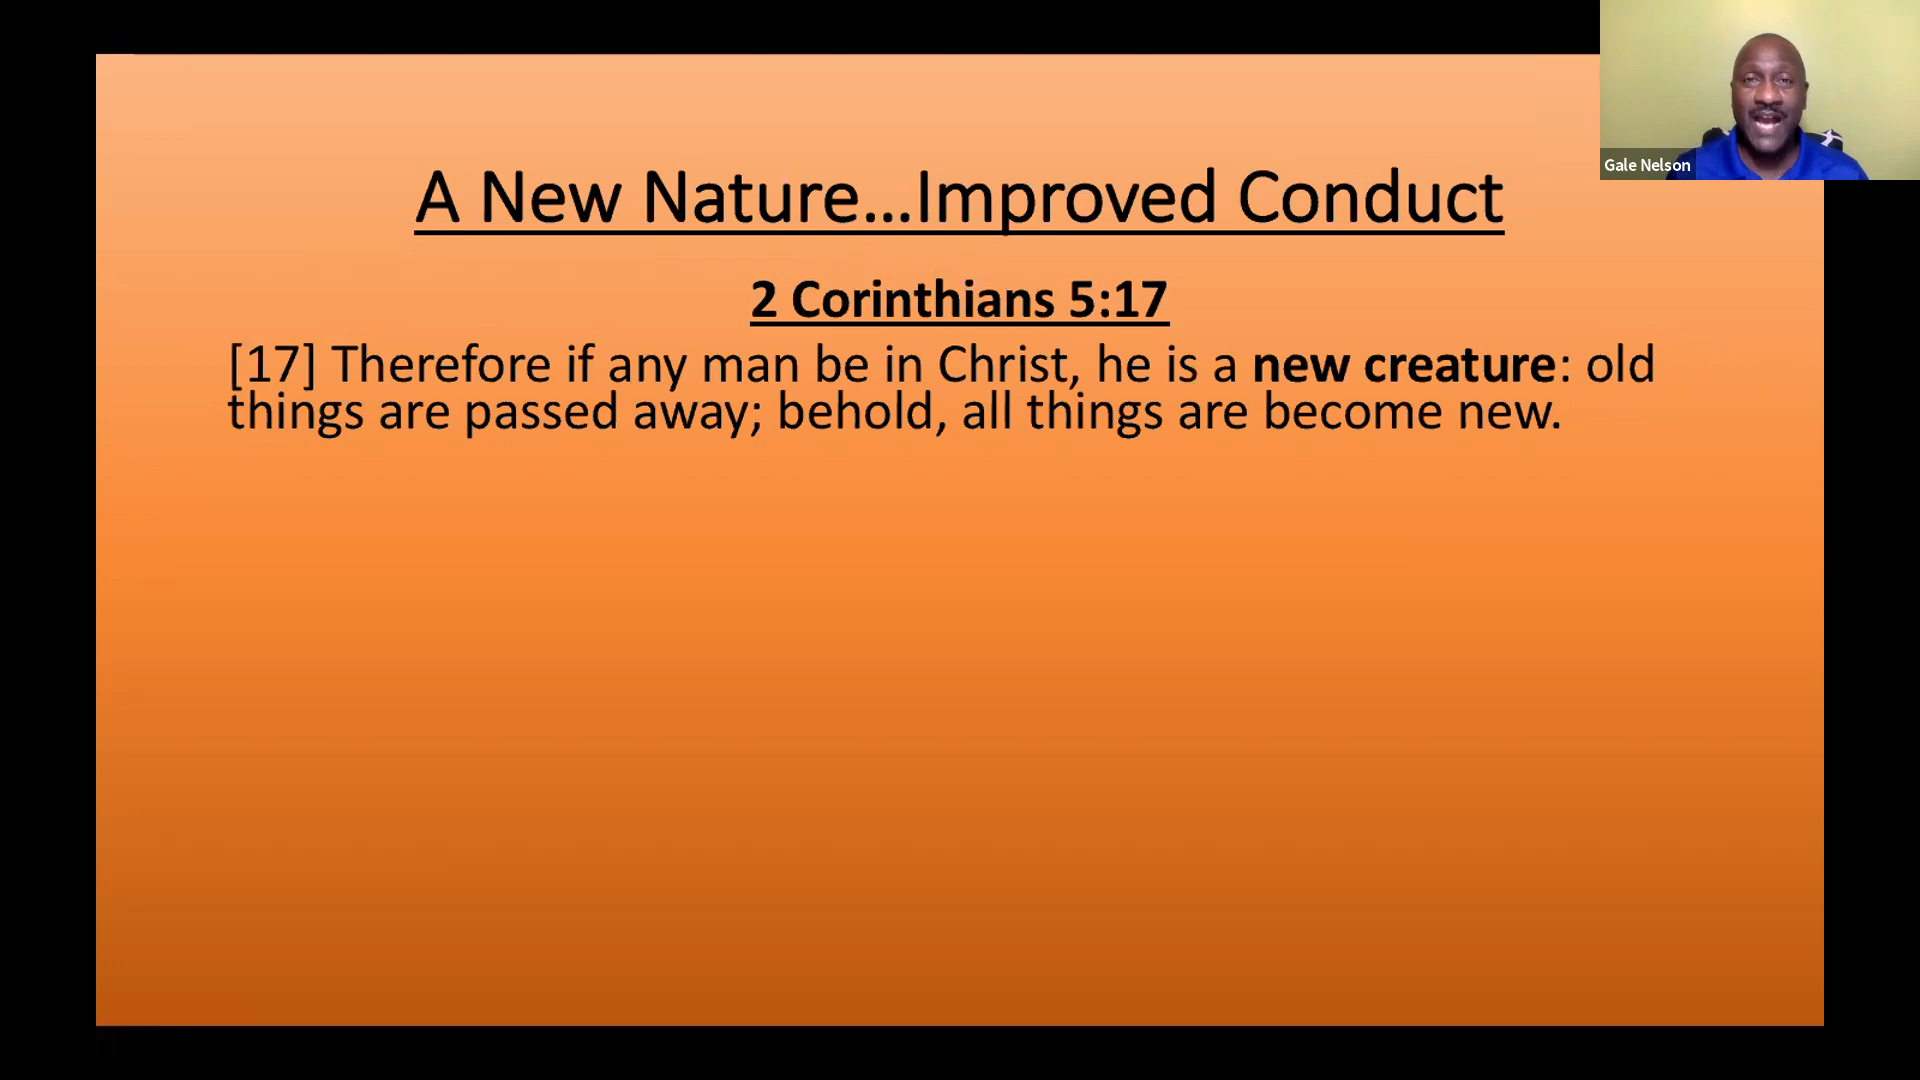 A New Nature...Improved Conduct
Gale Nelson
2 Corinthians 5:17
[17] Therefore if any man be in Christ, he is a new creature: old
things are passed away; behold, all things are become new.